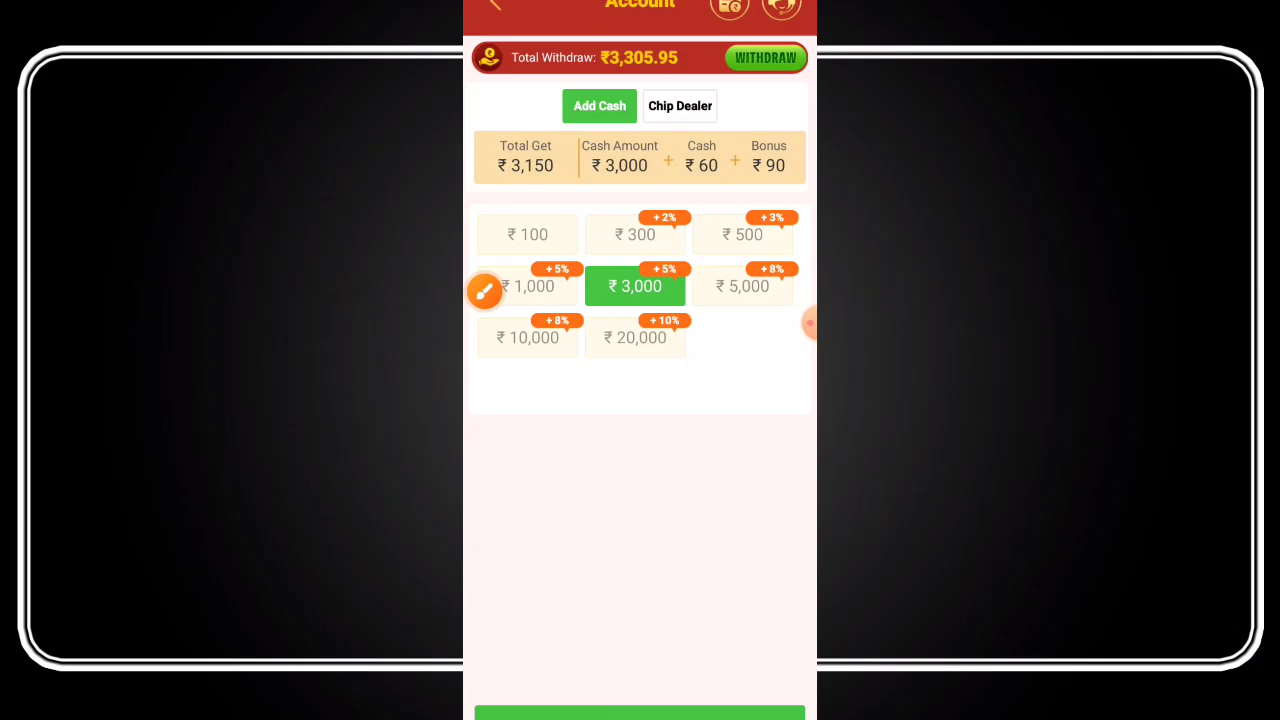 Account
Total Withdraw: ₹3,305.95 WITHDRAW
Add Cash Chip Dealer
Total Get Cash Amount Cash Bonus
₹ 3,150 ₹ 3,000 + ₹ 60 + ₹ 90
+ 2% + 3%
₹ 100 ₹ 300 ₹ 500
+ 5% + 5% + 8%
₹ 1,000 ₹ 3,000 ₹ 5,000
+ 8% + 10%
₹ 10,000 ₹ 20,000